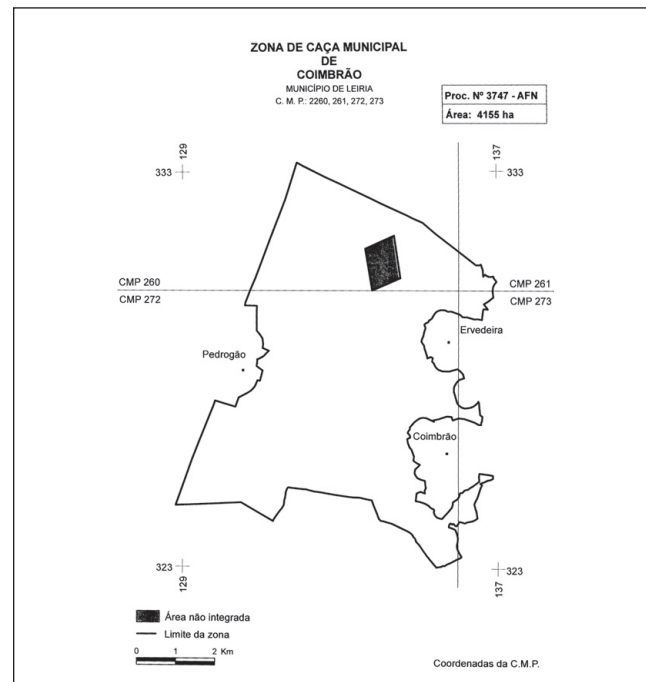 ZONA DE CAÇA MUNICIPAL
DE
COIMBRÃO
MUNICÍPIO DE LEIRIA
C. M. P.: 2260, 261, 272, 273
Proc. Nº 3747 - AFN
Área: 4155 ha
129
137
333
333
CMP 260
CMP 261
CMP 272
CMP 273
Ervedeira
Pedrogão
Coimbrão
323
323
129
137
Área não integrada
Limite da zona
0 1 2 Km
Coordenadas da C.M.P.